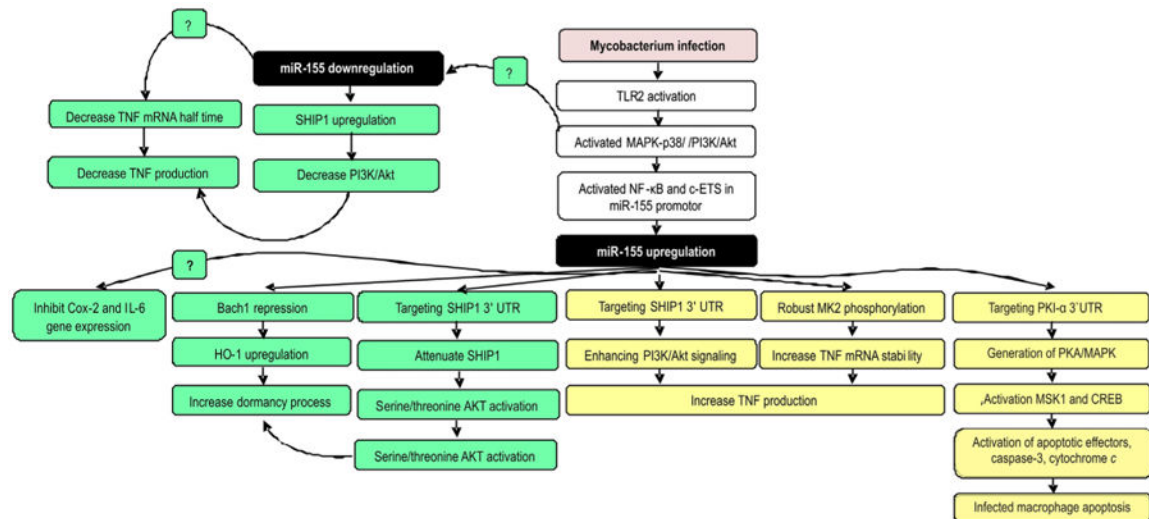 ?
miR-155 downregulation
?
Mycobacterium infection
TLR2 activation
Decrease TNF mRNA half time
SHIP1 upregulation
Activated MAPK-p38/ /PI3K/Akt
Decrease TNF production
Decrease PI3K/Akt
Activated NF-κB and c-ETS in
miR-155 promotor
miR-155 upregulation
?
Inhibit Cox-2 and IL-6
gene expression
Bach1 repression
Targeting SHIP1 3' UTR
Targeting SHIP1 3' UTR
Robust MK2 phosphorylation
Targeting PKI-α 3`UTR
HO-1 upregulation
Attenuate SHIP1
Enhancing PI3K/Akt signaling
Increase TNF mRNA stability
Generation of PKA/MAPK
Increase dormancy process
Serine/threonine AKT activation
Increase TNF production
,Activation MSK1 and CREB
Serine/threonine AKT activation
Activation of apoptotic effectors,
caspase-3, cytochrome c
Infected macrophage apoptosis